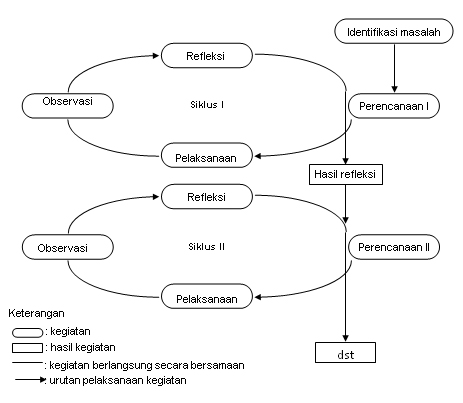 Identifikasi masalah
Refleksi
Observasi
Siklus I
Perencanaan I
Pelaksanaan
Hasil refleksi
Refleksi
Observasi
Siklus II
Perencanaan II
Pelaksanaan
Keterangan
: kegiatan
: hasil kegiatan
: kegiatan berlangsung secara bersamaan
: urutan pelaksanaan kegiatan
dst